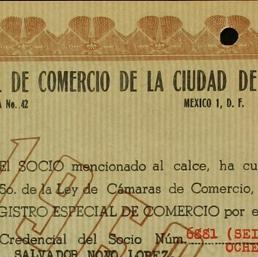 L DE COMERCIO DE LA CIUDAD DE
A No. 42 MEXICO 1, D. F.
El SOCIO mencionado al calce, ha cu
5o. de la Ley de Cámaras de Comercio,
GISTRO ESPECIAL DE COMERCIO por e
Credencial del Socio Núm. 6881 (SEI
OCHE
SALVADOR NOVO LOPEZ